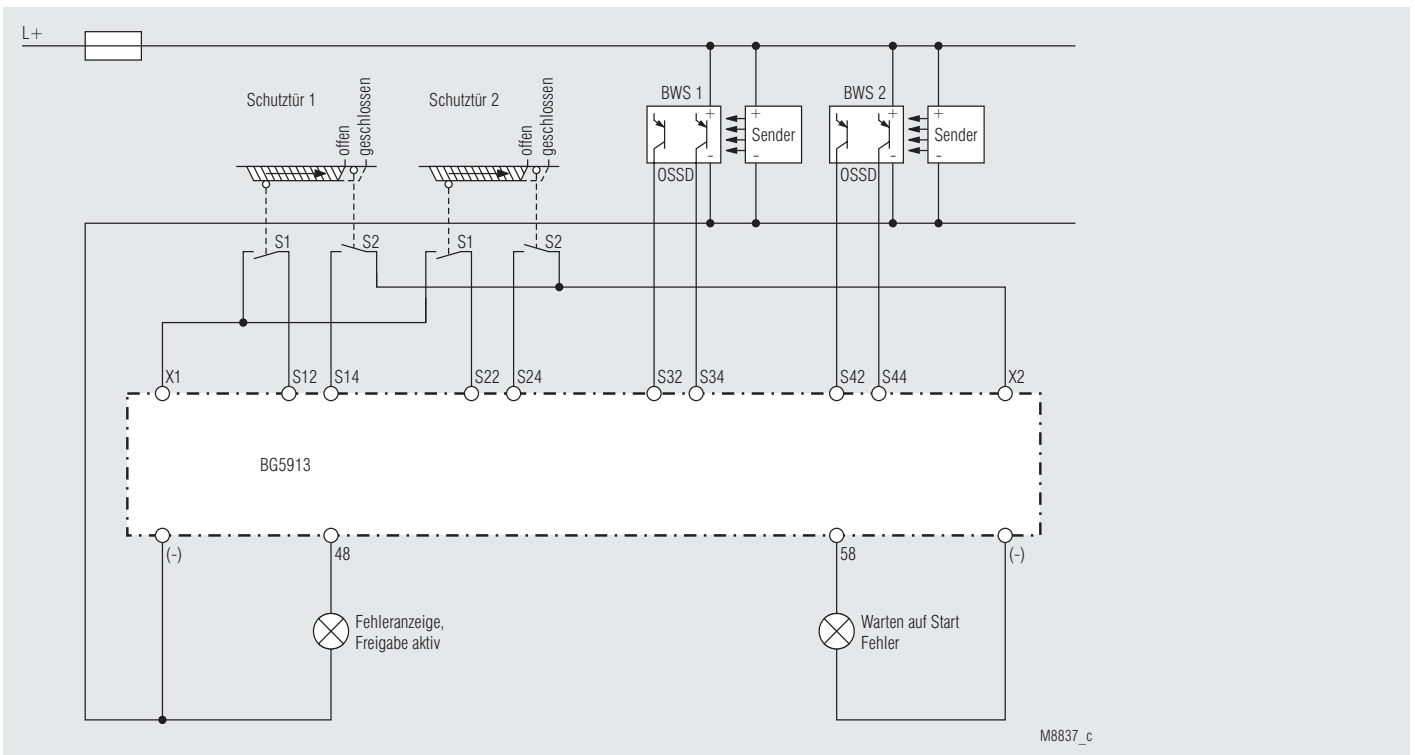 L+
Schutztür 1
offen
geschlossen
Schutztür 2
offen
geschlossen
BWS 1
+
-
OSSD
+
Sender
-
BWS 2
+
-
OSSD
+
Sender
-
S1
S2
S1
S2
X1
S12
S14
S22
S24
S32
S34
S42
S44
X2
BG5913
(-)
48
58
(-)
Fehleranzeige,
Freigabe aktiv
Warten auf Start
Fehler
M8837_c